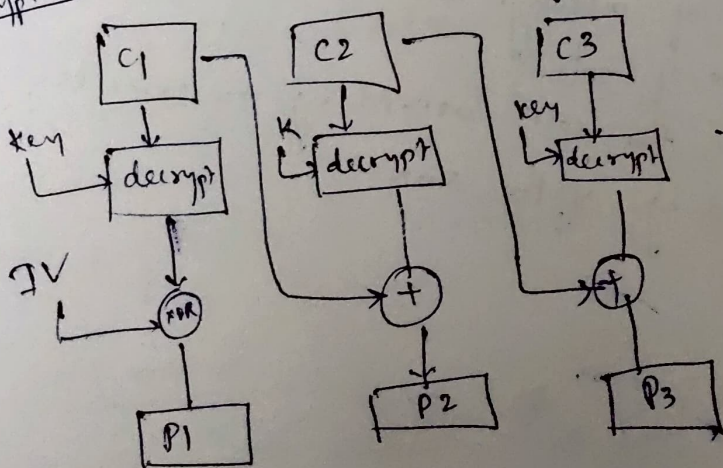 C1 C2 C3
Key K key
decrypt decrypt decrypt
IV XOR + +
P1 P2 P3